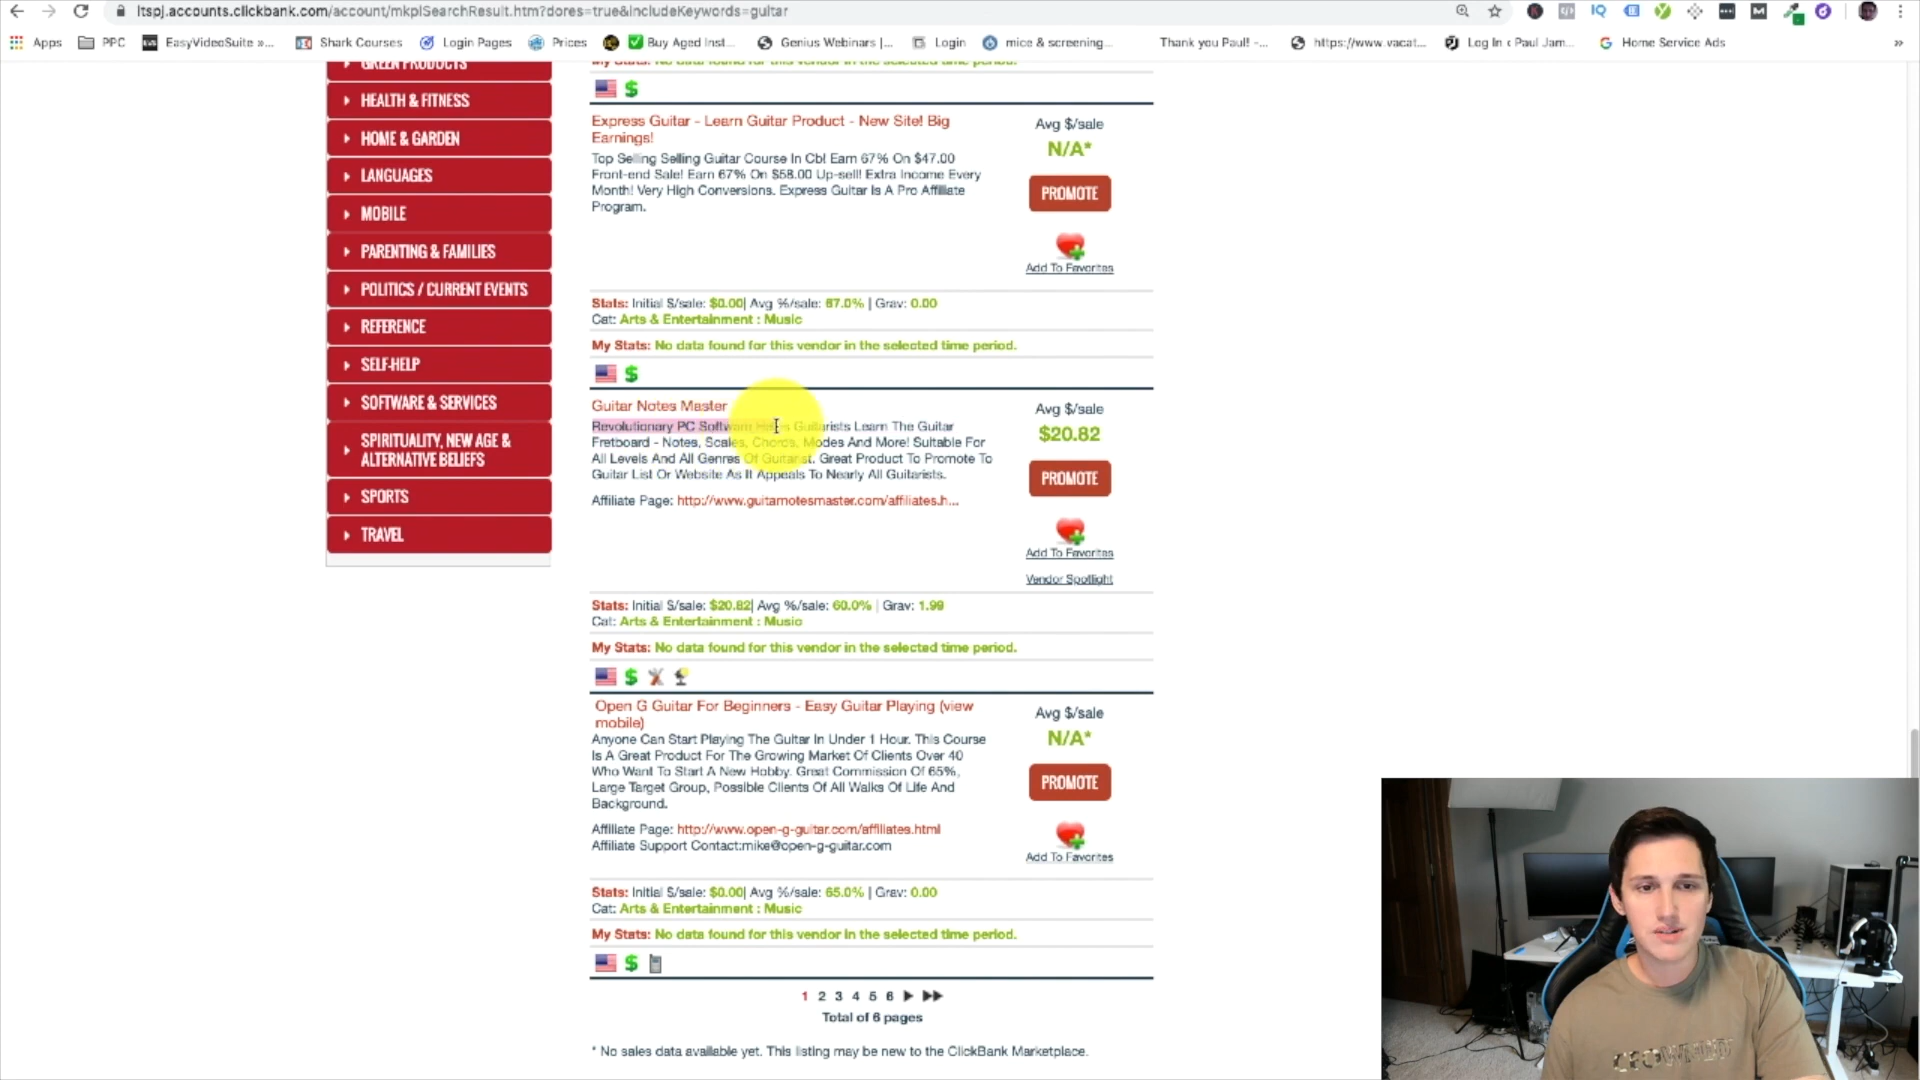 ltspj.accounts.clickbank.com/account/mkplSearchResult.htm?dores=true&includeKeywords=guitar
Apps PPC EasyVideoSuite »... Shark Courses Login Pages Prices Buy Aged Inst... Genius Webinars |... Login mice & screening... Thank you Paul! –... https://www.vacat... Log In ‹ Paul Jam... Home Service Ads »
GREEN PRODUCTS
HEALTH & FITNESS
HOME & GARDEN
LANGUAGES
MOBILE
PARENTING & FAMILIES
POLITICS / CURRENT EVENTS
REFERENCE
SELF-HELP
SOFTWARE & SERVICES
SPIRITUALITY, NEW AGE &
ALTERNATIVE BELIEFS
SPORTS
TRAVEL
My Stats: No data found for this vendor in the selected time period.
Express Guitar - Learn Guitar Product - New Site! Big
Earnings!
Top Selling Selling Guitar Course In Cb! Earn 67% On $47.00
Front-end Sale! Earn 67% On $58.00 Up-sell! Extra Income Every
Month! Very High Conversions. Express Guitar Is A Pro Affiliate
Program.
Avg $/sale
N/A*
PROMOTE
Add To Favorites
Stats: Initial $/sale: $0.00| Avg %/sale: 67.0% | Grav: 0.00
Cat: Arts & Entertainment : Music
My Stats: No data found for this vendor in the selected time period.
Guitar Notes Master
Revolutionary PC Software Helps Guitarists Learn The Guitar
Fretboard - Notes, Scales, Chords, Modes And More! Suitable For
All Levels And All Genres Of Guitarist. Great Product To Promote To
Guitar List Or Website As It Appeals To Nearly All Guitarists.
Affiliate Page: http://www.guitarnotesmaster.com/affiliates.h...
Avg $/sale
$20.82
PROMOTE
Add To Favorites
Vendor Spotlight
Stats: Initial $/sale: $20.82| Avg %/sale: 60.0% | Grav: 1.99
Cat: Arts & Entertainment : Music
My Stats: No data found for this vendor in the selected time period.
Open G Guitar For Beginners - Easy Guitar Playing (view
mobile)
Anyone Can Start Playing The Guitar In Under 1 Hour. This Course
Is A Great Product For The Growing Market Of Clients Over 40
Who Want To Start A New Hobby. Great Commission Of 65%,
Large Target Group, Possible Clients Of All Walks Of Life And
Background.
Affiliate Page: http://www.open-g-guitar.com/affiliates.html
Affiliate Support Contact:mike@open-g-guitar.com
Avg $/sale
N/A*
PROMOTE
Add To Favorites
Stats: Initial $/sale: $0.00| Avg %/sale: 65.0% | Grav: 0.00
Cat: Arts & Entertainment : Music
My Stats: No data found for this vendor in the selected time period.
1 2 3 4 5 6
Total of 6 pages
* No sales data available yet. This listing may be new to the ClickBank Marketplace.